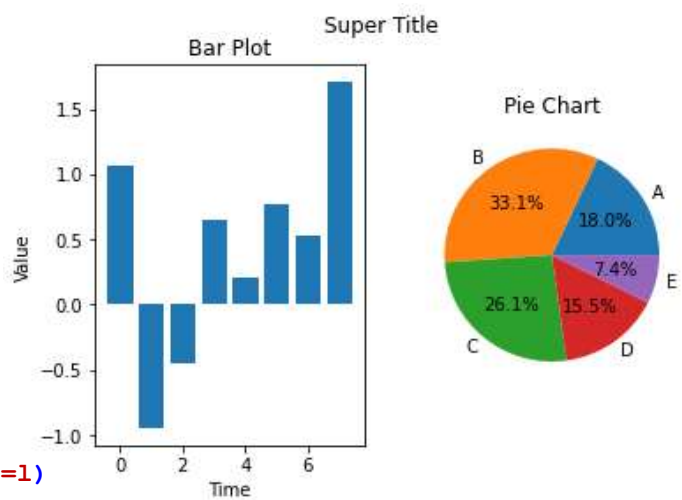 Super Title
Bar Plot
1.5
1.0
0.5
0.0
−0.5
−1.0
Value
0 2 4 6
Time
Pie Chart
B
A
33.1%
18.0%
7.4%
E
26.1%
15.5%
C
D
=1)